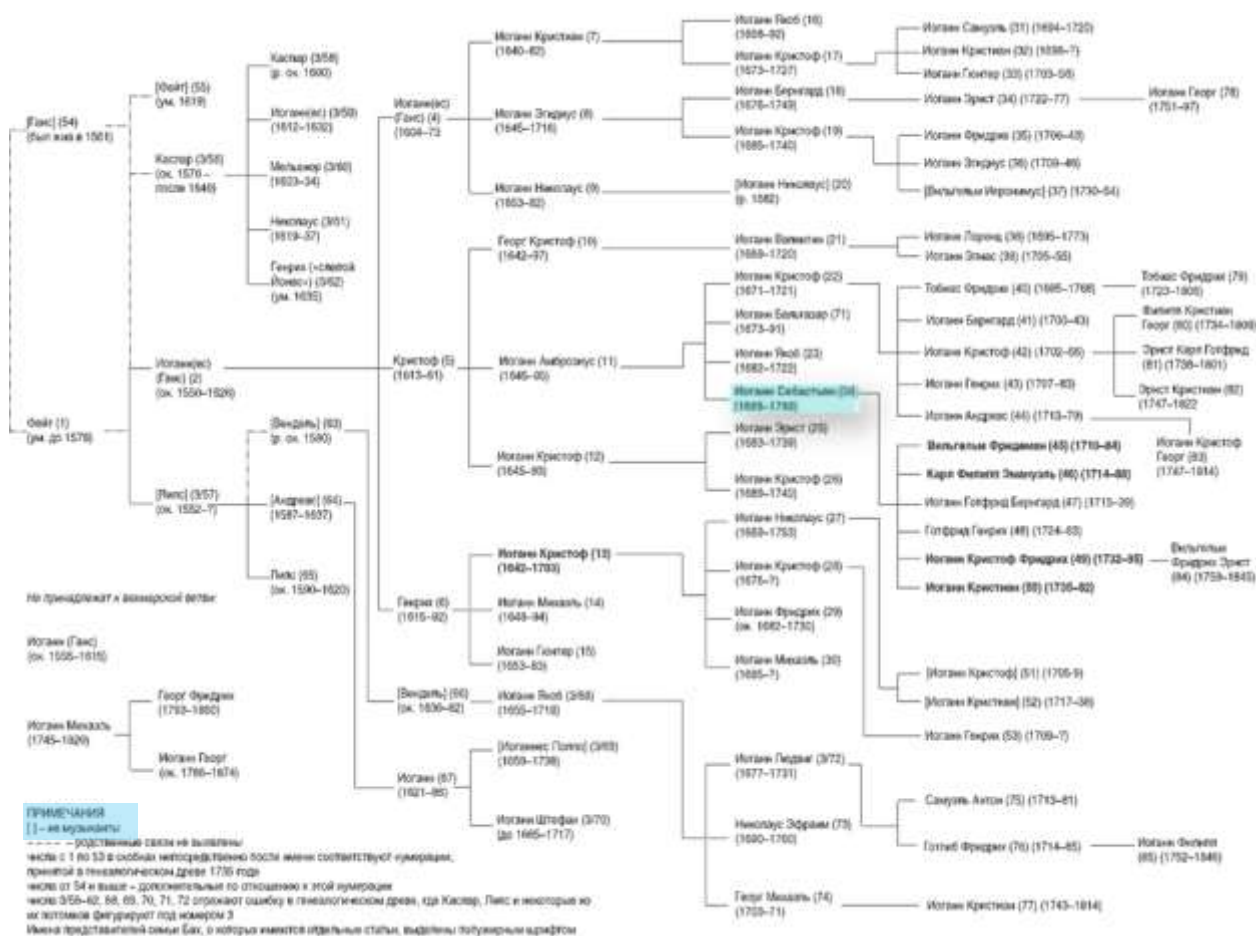 [Ганс] (54)
(был жив в 1561)
Фейт (1)
(ум. до 1578)
[Фейт] (55)
(ум. 1619)
Каспар (3/56)
(ок. 1570 –
после 1640)
Иоганн(ес)
(Ганс) (2)
(ок. 1550–1626)
[Липс] (3/57)
(ок. 1552–?)
Каспар (3/58)
(р. ок. 1600)
Иоганн(ес) (3/59)
(1612–1632)
Мельхиор (3/60)
(1603–34)
Николаус (3/61)
(1619–37)
Генрих («слепой
Йонес») (3/62)
(ум. 1635)
[Вендель] (63)
(р. ок. 1580)
[Андреас] (64)
(1587–1637)
Липс (65)
(ок. 1590–1620)
Иоганн(ес)
(Ганс) (4)
(1604–73
Кристоф (5)
(1613–61)
Генрих (6)
(1615–92)
[Вендель] (66)
(ок. 1636–82)
Иоганн (67)
(1621–86)
Иоганн Кристиан (7)
(1640–82)
Иоганн Эгидиус (8)
(1645–1716)
Иоганн Николаус (9)
(1653–82)
Георг Кристоф (10)
(1642–97)
Иоганн Амброзиус (11)
(1645–95)
Иоганн Кристоф (12)
(1645–93)
Иоганн Кристоф (13)
(1642–1703)
Иоганн Михаэль (14)
(1648–94)
Иоганн Гюнтер (15)
(1653–83)
Иоганн Якоб (3/68)
(1655–1718)
(1659–1738)
Иоганн Штефан (3/70)
(до 1665–1717)
Иоганн Якоб (16)
(1668–92)
Иоганн Кристоф (17)
(1673–1727)
Иоганн Бернгард (18)
(1676–1749)
Иоганн Кристоф (19)
(1685–1740)
[Иоганн Николаус] (20)
(р. 1682)
Иоганн Валентин (21)
(1669–1720)
Иоганн Кристоф (22)
(1671–1721)
Иоганн Бальтазар (71)
(1673–91)
Иоганн Якоб (23)
(1682–1722)
Иоганн Себастьян (24)
(1685–1750)
Иоганн Эрнст (25)
(1683–1739)
Иоганн Кристоф (26)
(1689–1740)
Иоганн Николаус (27)
(1669–1753)
Иоганн Кристоф (28)
(1676–?)
Иоганн Фридрих (29)
(ок. 1682–1730)
Иоганн Михаэль (30)
(1685–?)
Иоганн Людвиг (3/72)
(1677–1731)
Николаус Эфраим (73)
(1690–1760)
Георг Михаэль (74)
(1703–71)
Иоганн Самуэль (31) (1694–1720)
Иоганн Кристиан (32) (1696–?)
Иоганн Гюнтер (33) (1703–56)
Иоганн Эрнст (34) (1722–77)
Иоганн Фридрих (35) (1706–43)
Иоганн Эгидиус (36) (1709–46)
[Вильгельм Иеронимус] (37) (1730–54)
Иоганн Лоренц (38) (1695–1773)
Иоганн Элиас (39) (1705–55)
Тобиас Фридрих (40) (1695–1768)
Иоганн Бернгард (41) (1700–43)
Иоганн Кристоф (42) (1702–56)
Иоганн Генрих (43) (1707–83)
Иоганн Андреас (44) (1713–79)
Вильгельм Фридеман (45) (1710–84)
Карл Филипп Эмануэль (46) (1714–88)
Иоганн Готфрид Бернгард (47) (1715–39)
Готфрид Генрих (48) (1724–63)
Иоганн Кристоф Фридрих (49) (1732–95)
Иоганн Кристиан (50) (1735–82)
[Иоганн Кристоф] (51)
[Иоганн Кристиан] (52) (1717–38)
Иоганн Генрих (53) (1709–?)
Самуэль Антон (75) (1713–81)
Готлиб Фридрих (76) (1714–85)
Иоганн Кристиан (77) (1743–1814)
Иоганн Георг (78)
(1751–97)
Тобиас Фридрих (79)
(1723–1805)
Филипп Кристиан
Георг (80) (1734–1809)
Эрнст Карл Готфрид
(81) (1738–1801)
Эрнст Кристиан (82)
(1747–1822
Иоганн Кристоф
Георг (83)
(1747–1814)
Вильгельм
Фридрих Эрнст
(84) (1759–1845)
Иоганн Филипп
(85) (1752–1846)
Не принадлежат к веймарской ветви:
Иоганн (Ганс)
(ок. 1555–1615)
Иоганн Михаэль
(1745–1820)
Георг Фридрих
(1793–1860)
Иоганн Георг
(ок. 1786–1874)
ПРИМЕЧАНИЯ
[ ] – не музыканты
– родственные связи не выявлены
числа с 1 по 53 в скобках непосредственно после имени соответствуют нумерации,
принятой в генеалогическом древе 1735 года
числа от 54 и выше – дополнительные по отношению к этой нумерации
числа 3/56–62, 68, 69, 70, 71, 72 отражают ошибку в генеалогическом древе, где Каспар, Липс и некоторые из
их потомков фигурируют под номером 3
Имена представителей семьи Бах, о которых имеются отдельные статьи, выделены полужирным шрифтом